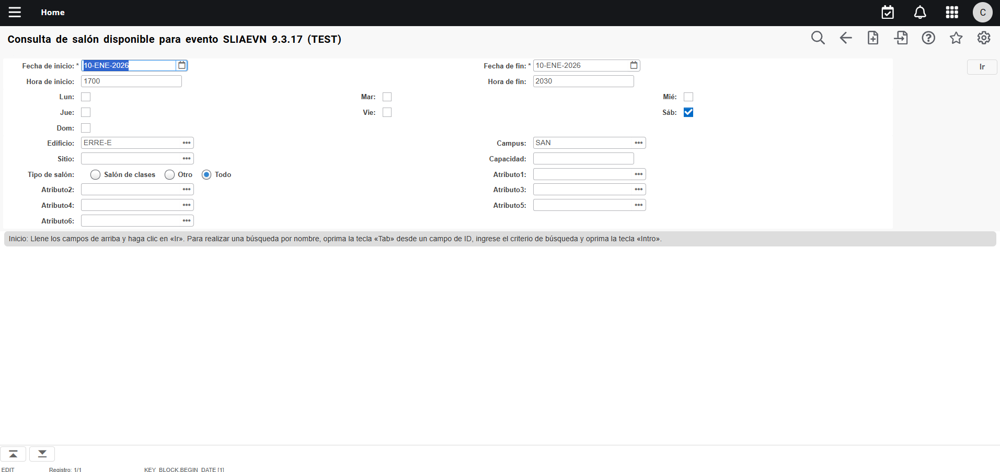 Home
C
Consulta de salón disponible para evento SLIAEVN 9.3.17 (TEST)
Fecha de inicio: * 10-ENE-2026 Fecha de fin: * 10-ENE-2026 Ir
Hora de inicio: 1700 Hora de fin: 2030
Lun: Mar: Mié:
Jue: Vie: Sáb:
Dom:
Edificio: ERRE-E Campus: SAN
Sitio: Capacidad:
Tipo de salón: Salón de clases Otro Todo Atributo1:
Atributo2: Atributo3:
Atributo4: Atributo5:
Atributo6:
Inicio: Llene los campos de arriba y haga clic en «Ir». Para realizar una búsqueda por nombre, oprima la tecla «Tab» desde un campo de ID, ingrese el criterio de búsqueda y oprima la tecla «Intro».
EDIT Registro: 1/1 KEY_BLOCK.BEGIN_DATE [1]